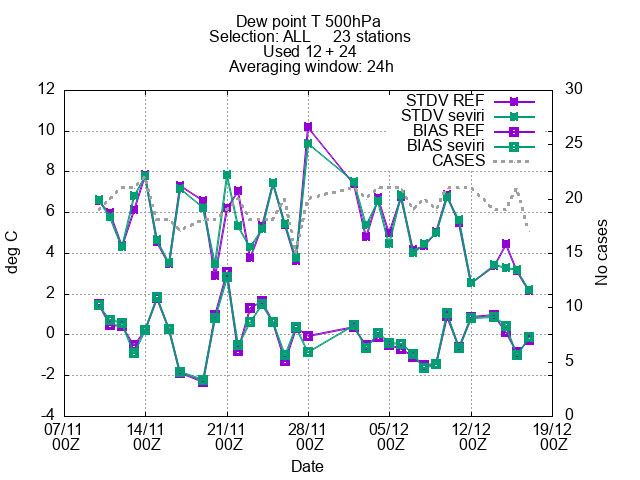 Dew point T 500hPa
Selection: ALL 23 stations
Used 12 + 24
Averaging window: 24h
12 30
STDV REF
STDV seviri
BIAS REF
BIAS seviri
CASES
10 25
8 20
6
4 15
2 10
0
-2 5
-4 0
deg C
No cases
07/11 14/11 21/11 28/11 05/12 12/12 19/12
00Z 00Z 00Z 00Z 00Z 00Z 00Z
Date